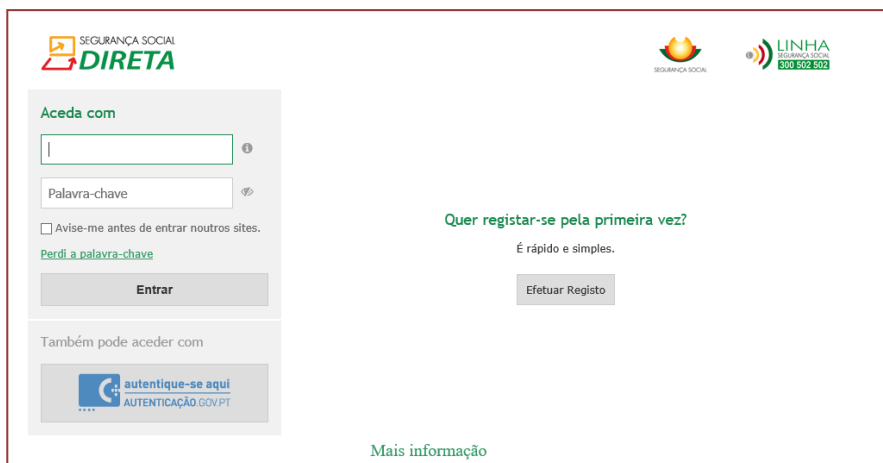 SEGURANÇA SOCIAL
DIRETA
SEGURANÇA SOCIAL
LINHA
SEGURANÇA SOCIAL
300 502 502
Aceda com
Palavra-chave
Avise-me antes de entrar noutros sites.
Perdi a palavra-chave
Entrar
Quer registar-se pela primeira vez?
É rápido e simples.
Efetuar Registo
Também pode aceder com
autentique-se aqui
AUTENTICAÇÃO.GOV.PT
Mais informação